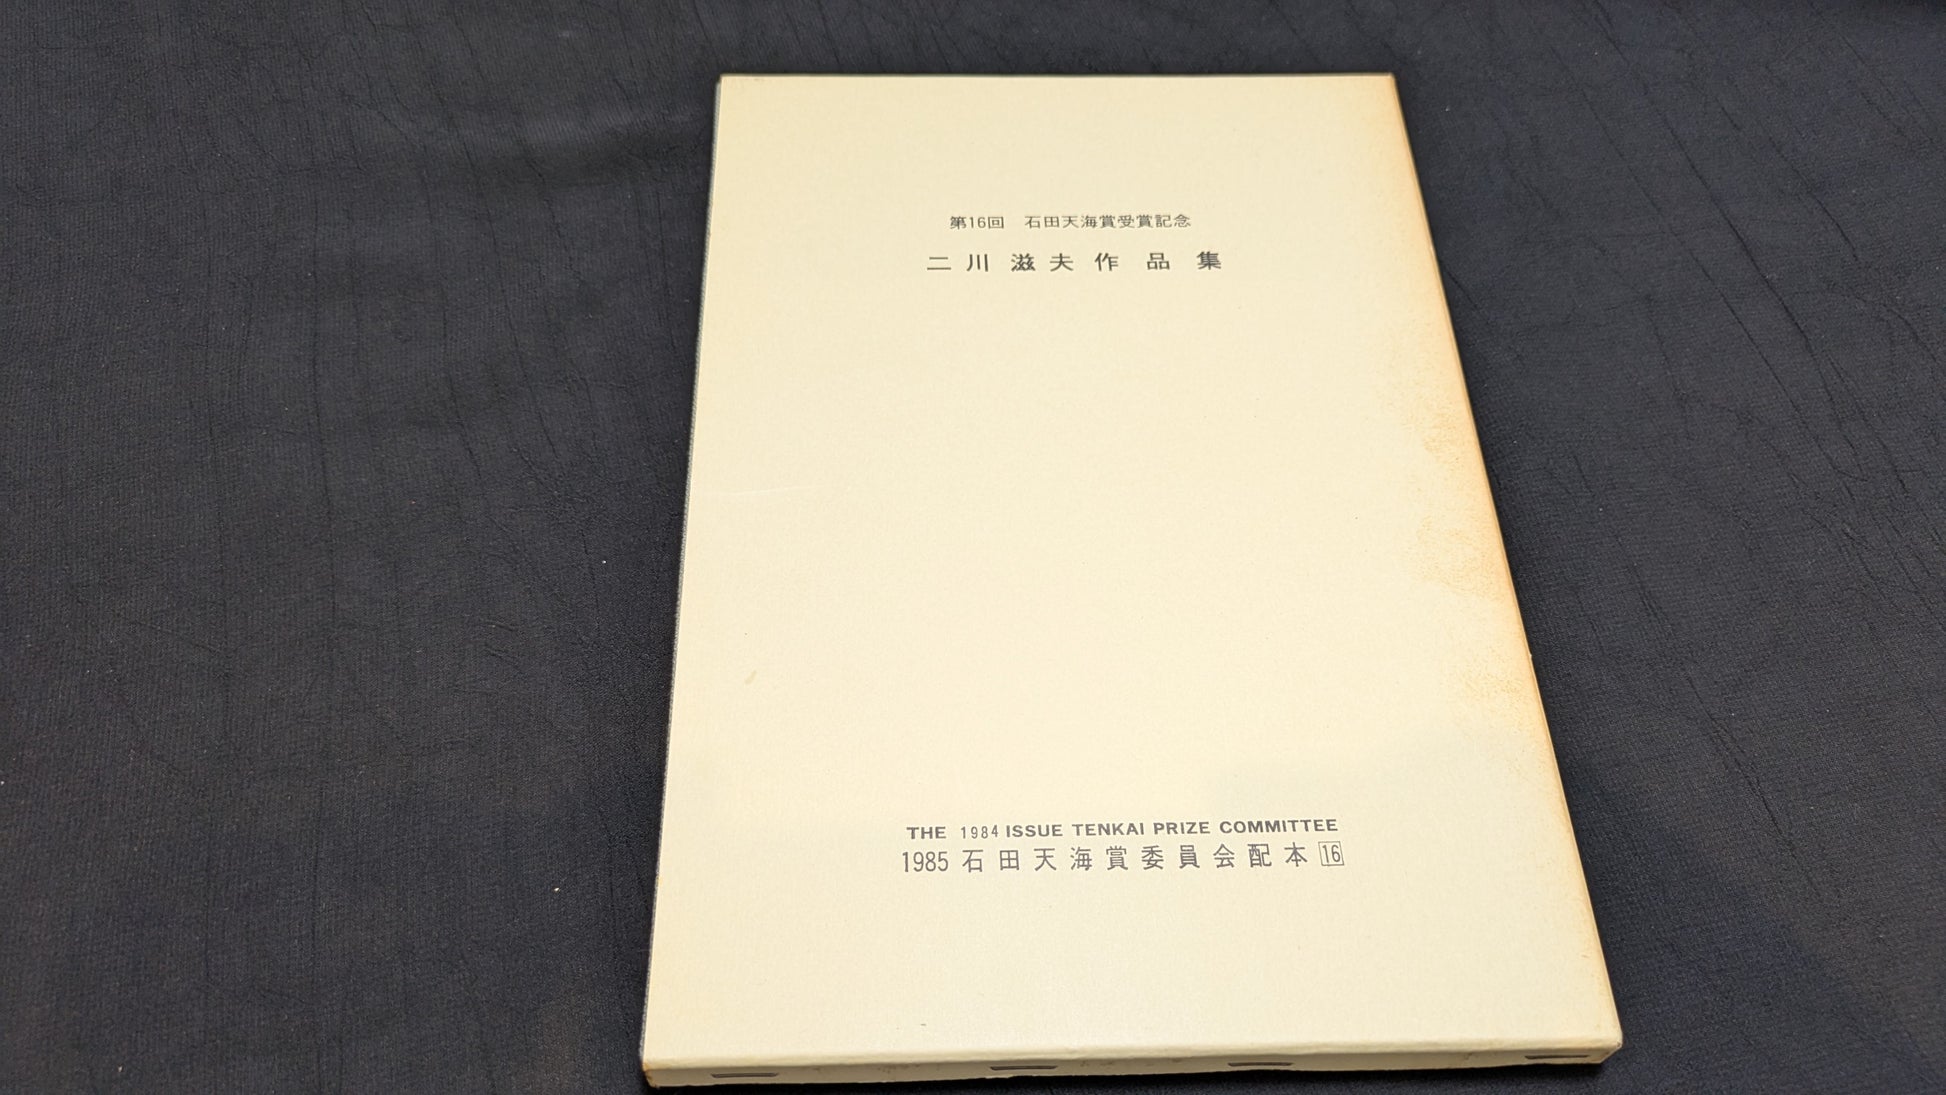 第16回　石田天海賞受賞記念
二川滋夫作品集
THE 1984 ISSUE TENKAI PRIZE COMMITTEE
1985 石田天海賞委員会配本 16